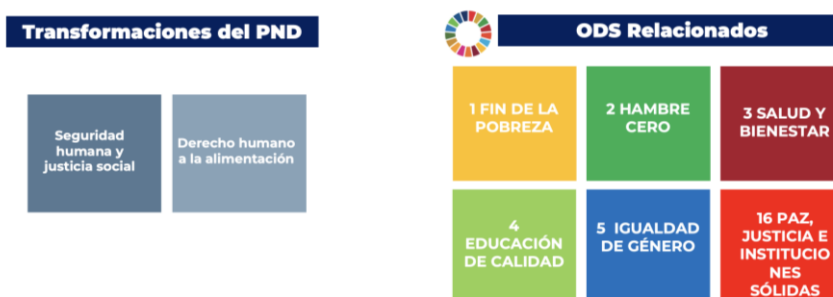 Transformaciones del PND
Seguridad
humana y
justicia social
Derecho humano
a la alimentación
ODS Relacionados
1 FIN DE LA
POBREZA
2 HAMBRE
CERO
3 SALUD Y
BIENESTAR
4
EDUCACIÓN
DE CALIDAD
5 IGUALDAD
DE GÉNERO
16 PAZ,
JUSTICIA E
INSTITUCIO
NES
SÓLIDAS